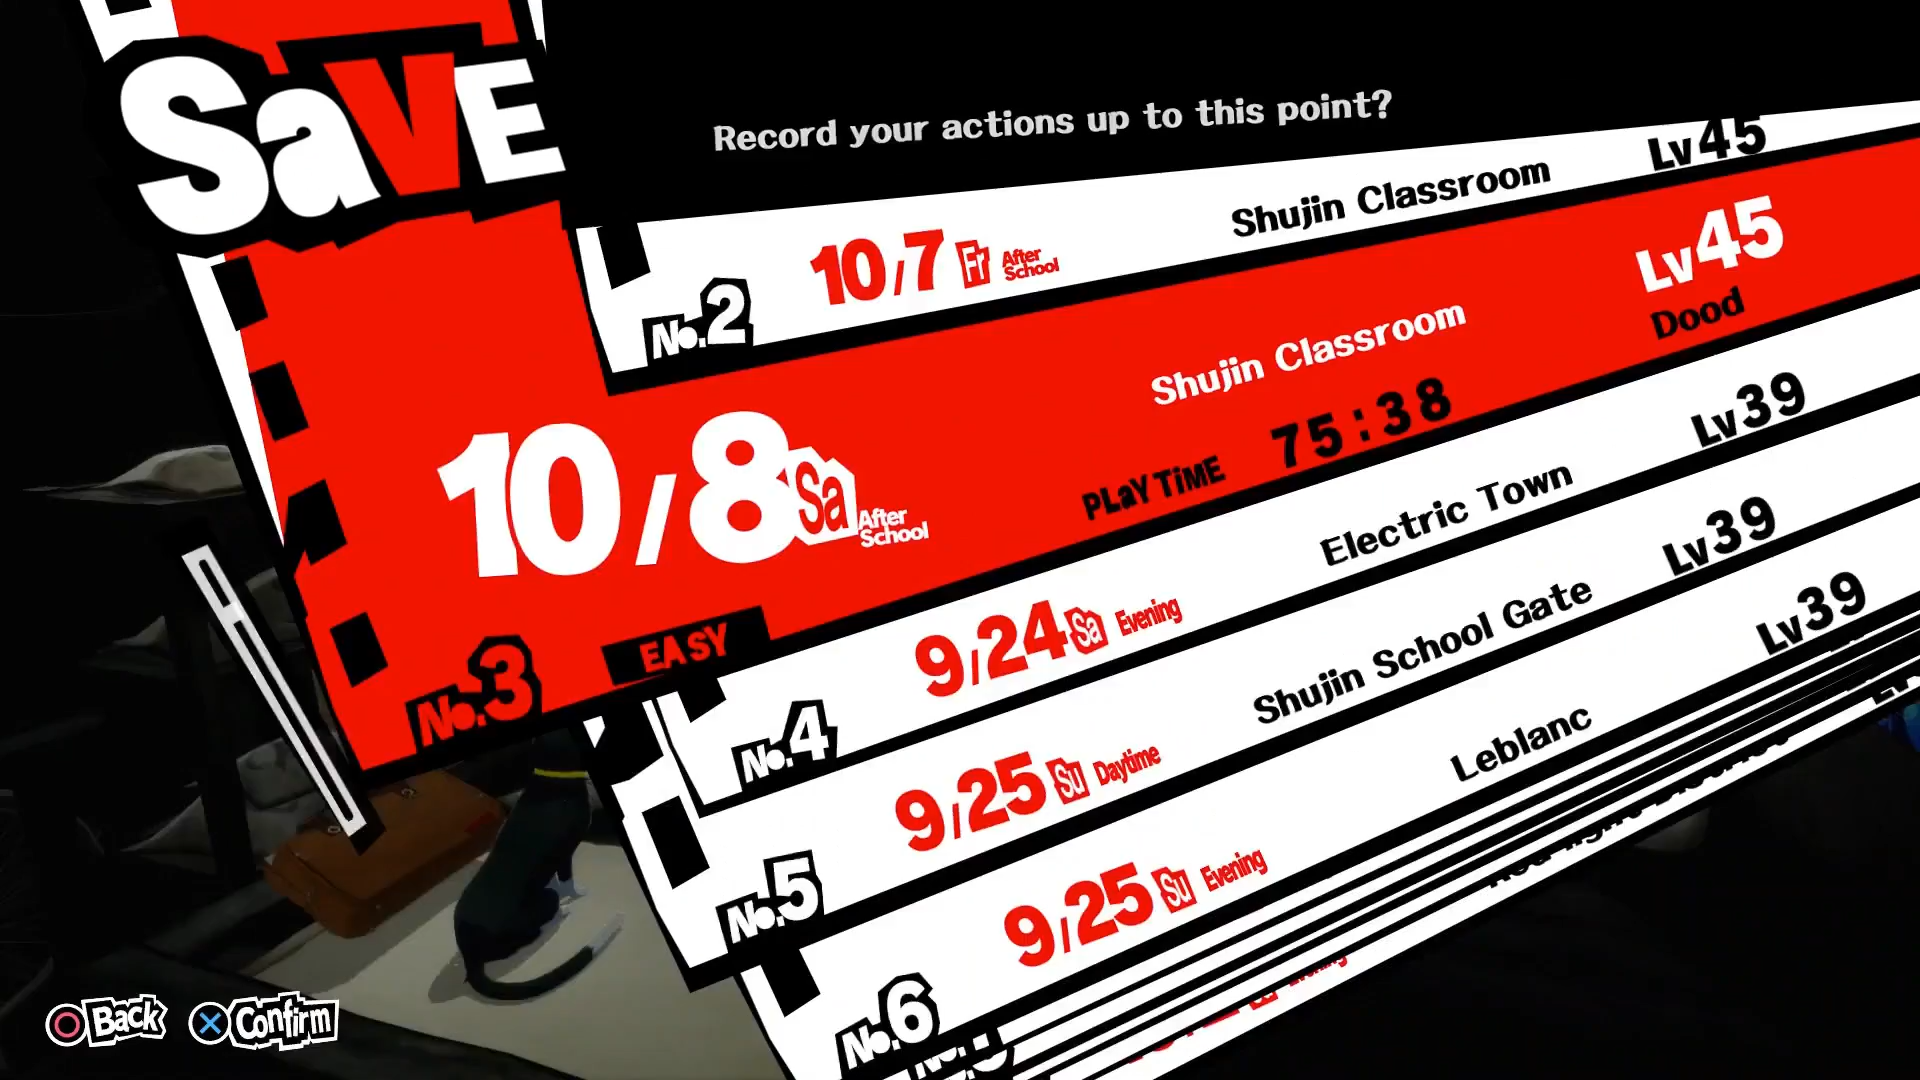 SaVE
Record your actions up to this point?
No.2 10/7 Fr After School Shujin Classroom Lv45
10/8 Sa After School Shujin Classroom Lv45
Dood
PLaY TiME 75:38
No.3 EASY
No.4 9/24 Sa Evening Electric Town Lv39
No.5 9/25 Su Daytime Shujin School Gate Lv39
No.6 9/25 Su Evening Leblanc Lv39
Back Confirm